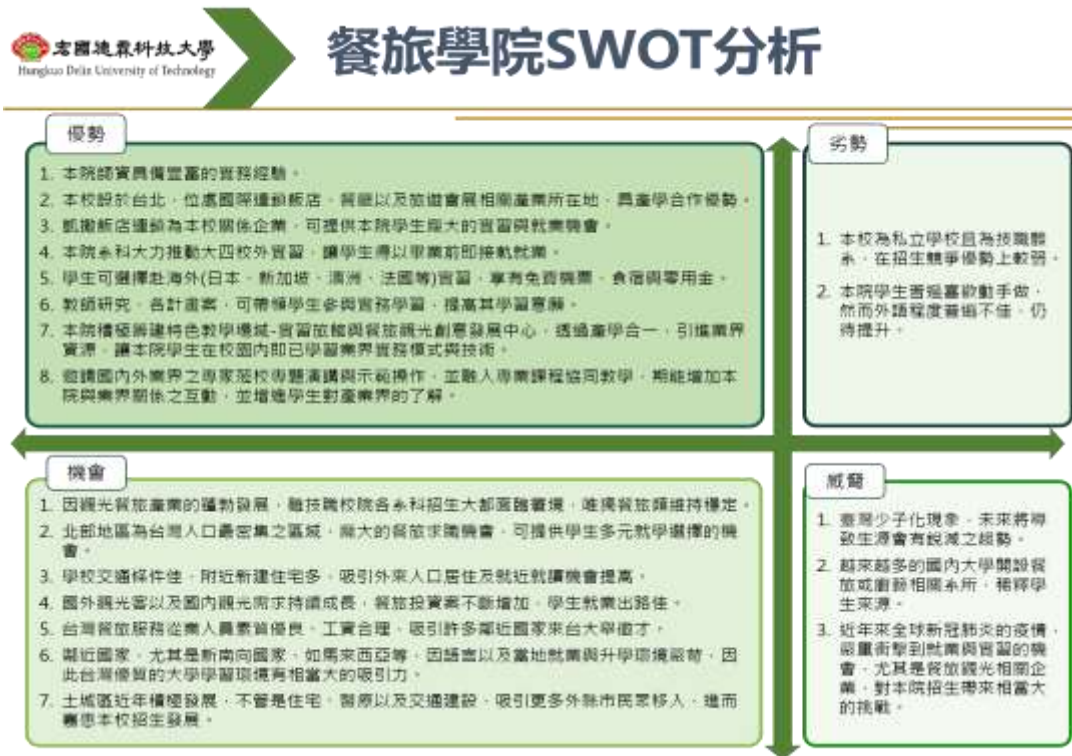 宏國德霖科技大學
Hungkuo Delin University of Technology
餐旅學院SWOT分析
優勢
1. 本院師資具備豐富的實務經驗。
2. 本校設於台北，位處國際連鎖飯店、餐廳以及旅遊會展相關產業所在地，具產學合作優勢。
3. 凱撒飯店連鎖為本校關係企業，可提供本院學生龐大的實習與就業機會。
4. 本院系科大力推動大四校外實習，讓學生得以畢業前即接軌就業。
5. 學生可選擇赴海外(日本、新加坡、澳洲、法國等)實習，享有免費機票、食宿與零用金。
6. 教師研究、各計畫案，可帶領學生參與實務學習，提高其學習意願。
7. 本院積極籌建特色教學場域-實習旅館與餐旅觀光創意發展中心，透過產學合一，引進業界
資源，讓本院學生在校園內即已學習業界實務模式與技術。
8. 邀請國內外業界之專家蒞校專題演講與示範操作，並融入專業課程協同教學，期能增加本
院與業界關係之互動，並增進學生對產業界的了解。
劣勢
1. 本校為私立學校且為技職體
系，在招生競爭優勢上較弱。
2. 本院學生普遍喜歡動手做，
然而外語程度普遍不佳，仍
待提升。
機會
1. 因觀光餐旅產業的蓬勃發展，雖技職校院各系科招生大都面臨窘境，唯獨餐旅類維持穩定。
2. 北部地區為台灣人口最密集之區域，龐大的餐旅求職機會，可提供學生多元就學選擇的機
會。
3. 學校交通條件佳，附近新建住宅多，吸引外來人口居住及就近就讀機會提高。
4. 國外觀光客以及國內觀光需求持續成長，餐旅投資案不斷增加，學生就業出路佳。
5. 台灣餐旅服務從業人員素質優良、工資合理，吸引許多鄰近國家來台大舉徵才。
6. 鄰近國家，尤其是新南向國家，如馬來西亞等，因語言以及當地就業與升學環境嚴苛，因
此台灣優質的大學學習環境有相當大的吸引力。
7. 土城區近年積極發展，不管是住宅、醫療以及交通建設，吸引更多外縣市民眾移入，進而
嘉惠本校招生發展。
威脅
1. 臺灣少子化現象，未來將導
致生源會有銳減之趨勢。
2. 越來越多的國內大學開設餐
旅或廚藝相關系所，稀釋學
生來源。
3. 近年來全球新冠肺炎的疫情，
嚴重衝擊到就業與實習的機
會，尤其是餐旅觀光相關企
業，對本院招生帶來相當大
的挑戰。